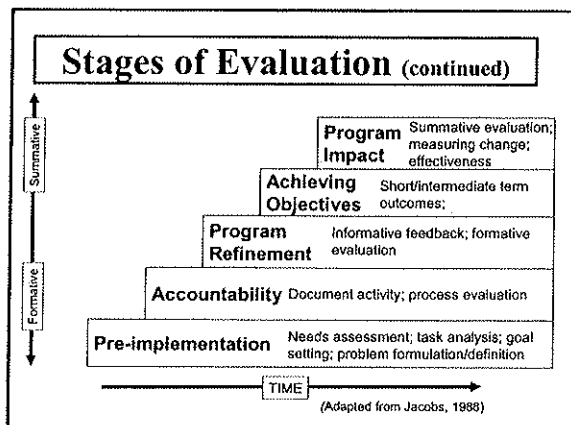 Stages of Evaluation (continued)
Summative
Formative
Program Impact
Summative evaluation;
measuring change;
effectiveness
Achieving Objectives
Short/intermediate term
outcomes;
Program Refinement
Informative feedback; formative
evaluation
Accountability Document activity; process evaluation
Pre-implementation
Needs assessment; task analysis; goal
setting; problem formulation/definition
TIME
(Adapted from Jacobs, 1988)